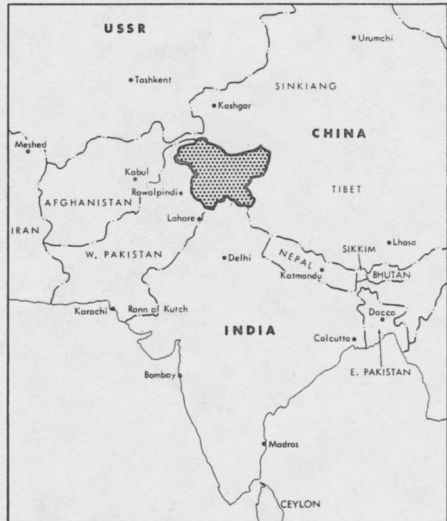 USSR
Urumchi
Tashkent
SINKIANG
Kashgar
CHINA
Meshed
Kabul
Rawalpindi
TIBET
AFGHANISTAN
Lahore
IRAN
W. PAKISTAN
Delhi
NEPAL
SIKKIM
Lhasa
Katmandu
BHUTAN
Karachi
Rann of Kutch
Dacca
INDIA
Calcutta
E. PAKISTAN
Bombay
Madras
CEYLON